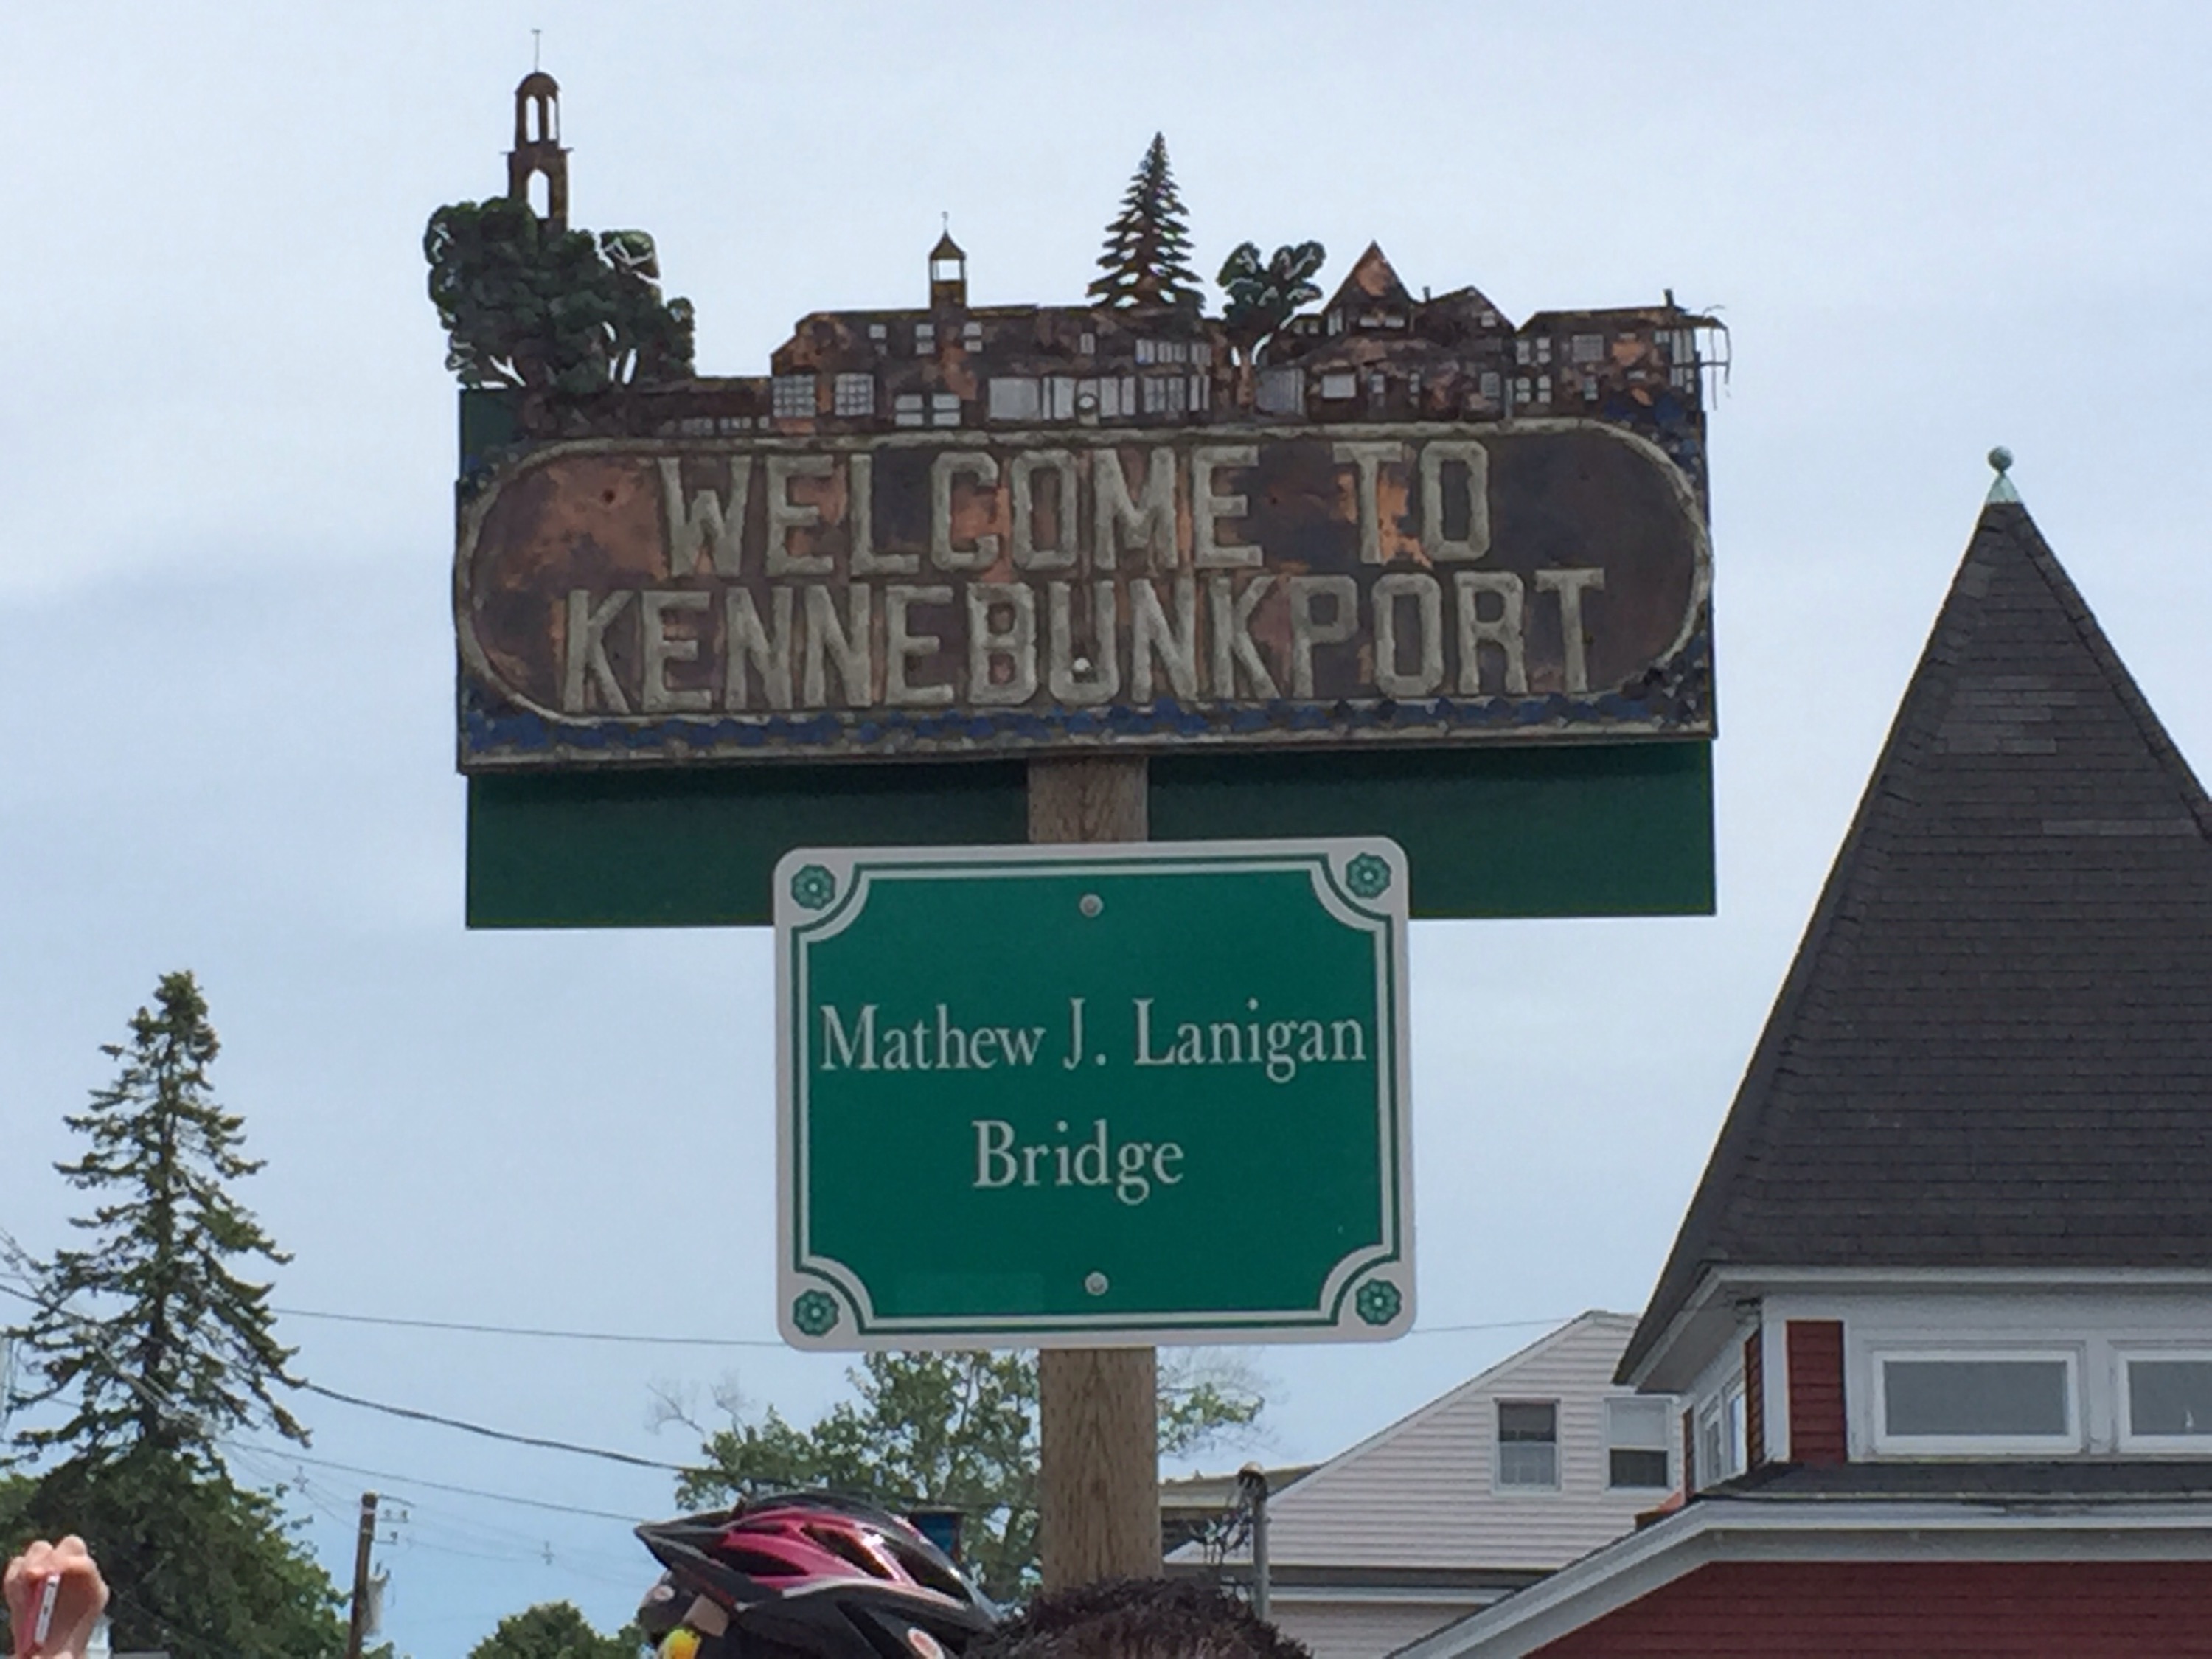 WELCOME TO
KENNEBUNKPORT
Mathew J. Lanigan
Bridge